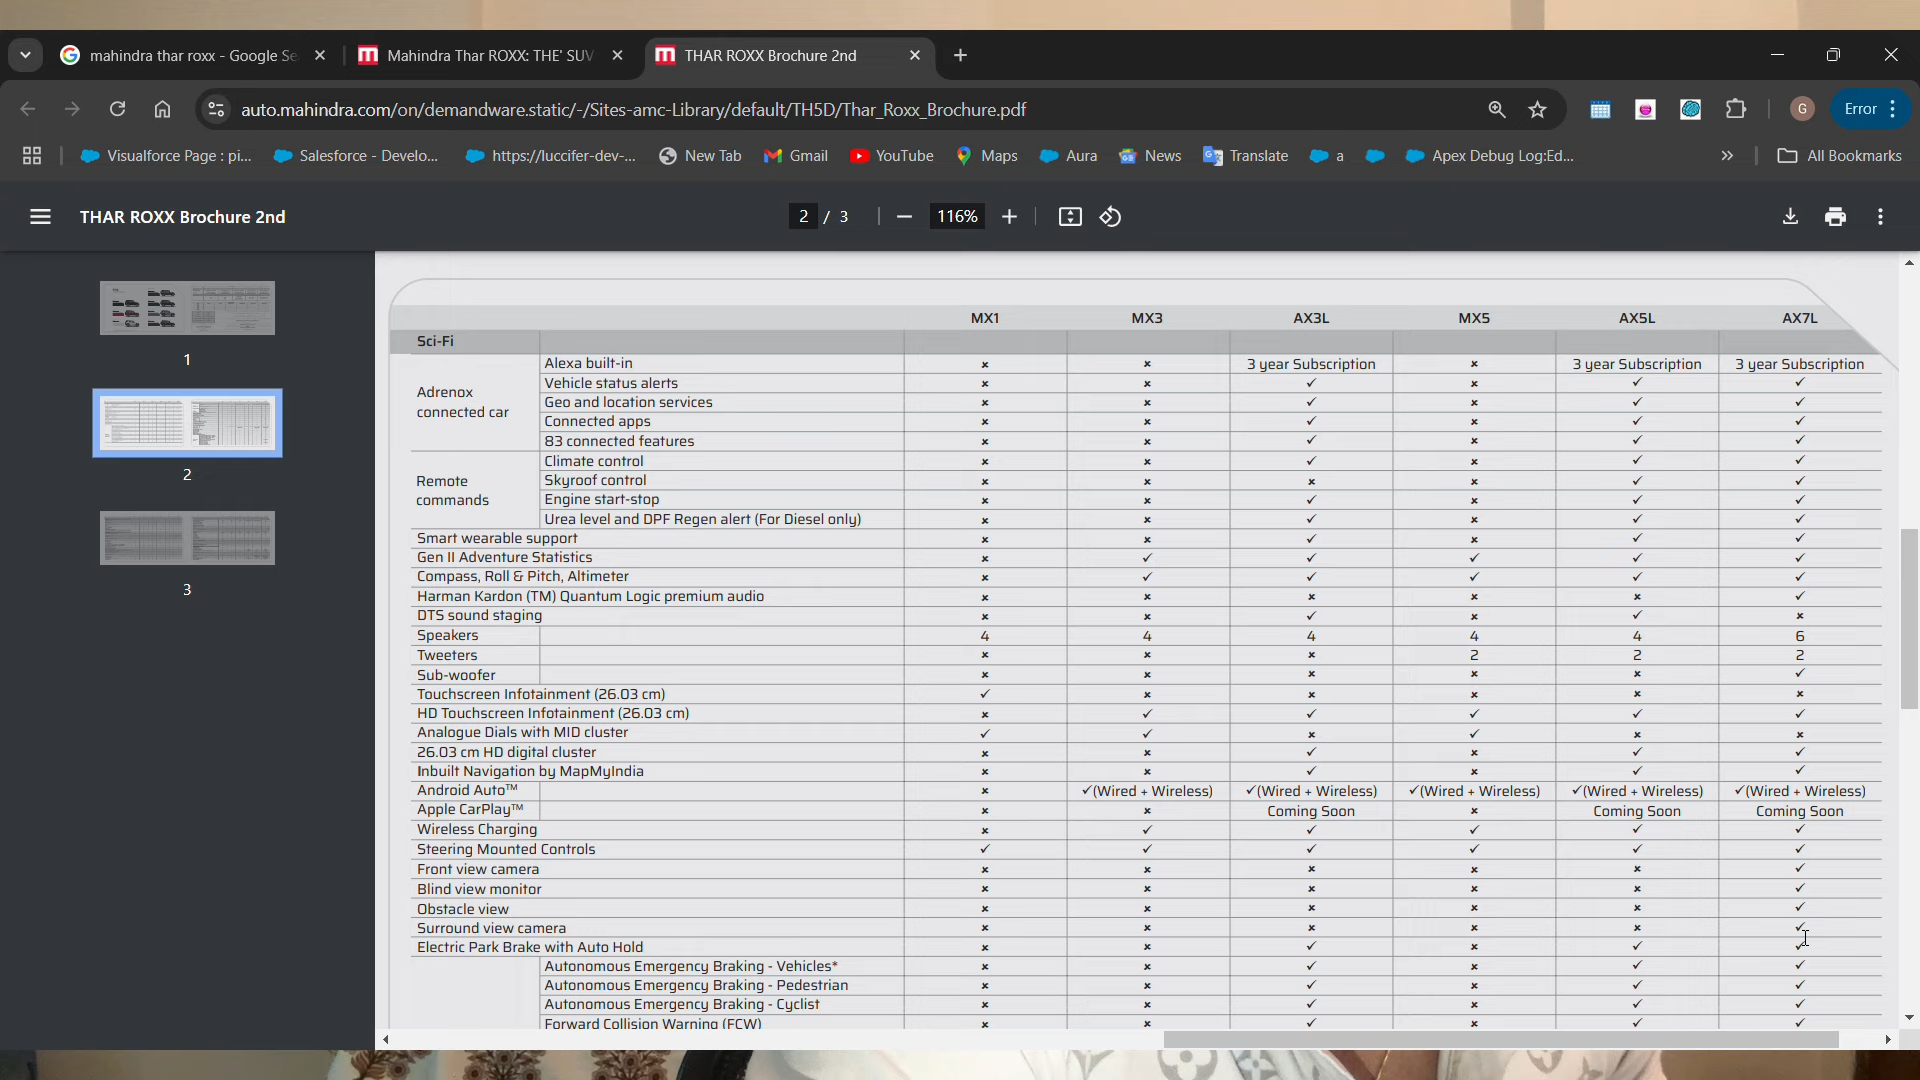 mahindra thar roxx - Google Se
Mahindra Thar ROXX: THE' SUV
THAR ROXX Brochure 2nd
auto.mahindra.com/on/demandware.static/-/Sites-amc-Library/default/TH5D/Thar_Roxx_Brochure.pdf
G
Error
Visualforce Page : pi...
Salesforce - Develo...
https://luccifer-dev-...
New Tab
Gmail
YouTube
Maps
Aura
News
Translate
a
Apex Debug Log:Ed...
All Bookmarks
THAR ROXX Brochure 2nd
2 / 3
116%
1
2
3
MX1 MX3 AX3L MX5 AX5L AX7L
Sci-Fi
Adrenox
connected car
Alexa built-in × × 3 year Subscription × 3 year Subscription 3 year Subscription
Vehicle status alerts × × ✓ × ✓ ✓
Geo and location services × × ✓ × ✓ ✓
Connected apps × × ✓ × ✓ ✓
83 connected features × × ✓ × ✓ ✓
Remote
commands
Climate control × × ✓ × ✓ ✓
Skyroof control × × × × ✓ ✓
Engine start-stop × × ✓ × ✓ ✓
Urea level and DPF Regen alert (For Diesel only) × × ✓ × ✓ ✓
Smart wearable support × × ✓ × ✓ ✓
Gen II Adventure Statistics × ✓ ✓ ✓ ✓ ✓
Compass, Roll & Pitch, Altimeter × ✓ ✓ ✓ ✓ ✓
Harman Kardon (TM) Quantum Logic premium audio × × × × × ✓
DTS sound staging × × ✓ × ✓ ×
Speakers 4 4 4 4 4 6
Tweeters × × × 2 2 2
Sub-woofer × × × × × ✓
Touchscreen Infotainment (26.03 cm) ✓ × × × × ×
HD Touchscreen Infotainment (26.03 cm) × ✓ ✓ ✓ ✓ ✓
Analogue Dials with MID cluster ✓ ✓ × ✓ × ×
26.03 cm HD digital cluster × × ✓ × ✓ ✓
Inbuilt Navigation by MapMyIndia × × ✓ × ✓ ✓
Android Auto™ × ✓(Wired + Wireless) ✓(Wired + Wireless) ✓(Wired + Wireless) ✓(Wired + Wireless) ✓(Wired + Wireless)
Apple CarPlay™ × × Coming Soon × Coming Soon Coming Soon
Wireless Charging × ✓ ✓ ✓ ✓ ✓
Steering Mounted Controls ✓ ✓ ✓ ✓ ✓ ✓
Front view camera × × × × × ✓
Blind view monitor × × × × × ✓
Obstacle view × × × × × ✓
Surround view camera × × × × × ✓
Electric Park Brake with Auto Hold × × ✓ × ✓ ✓
Autonomous Emergency Braking - Vehicles* × × ✓ × ✓ ✓
Autonomous Emergency Braking - Pedestrian × × ✓ × ✓ ✓
Autonomous Emergency Braking - Cyclist × × ✓ × ✓ ✓
Forward Collision Warning (FCW) × × ✓ × ✓ ✓